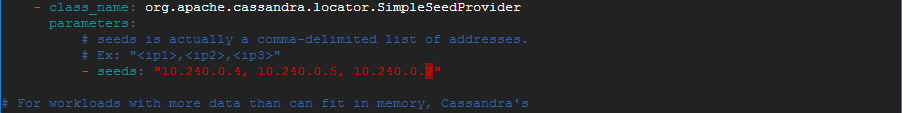 - class_name: org.apache.cassandra.locator.SimpleSeedProvider
parameters:
# seeds is actually a comma-delimited list of addresses.
# Ex: "<ip1>,<ip2>,<ip3>"
- seeds: "10.240.0.4, 10.240.0.5, 10.240.0.2"
# For workloads with more data than can fit in memory, Cassandra's